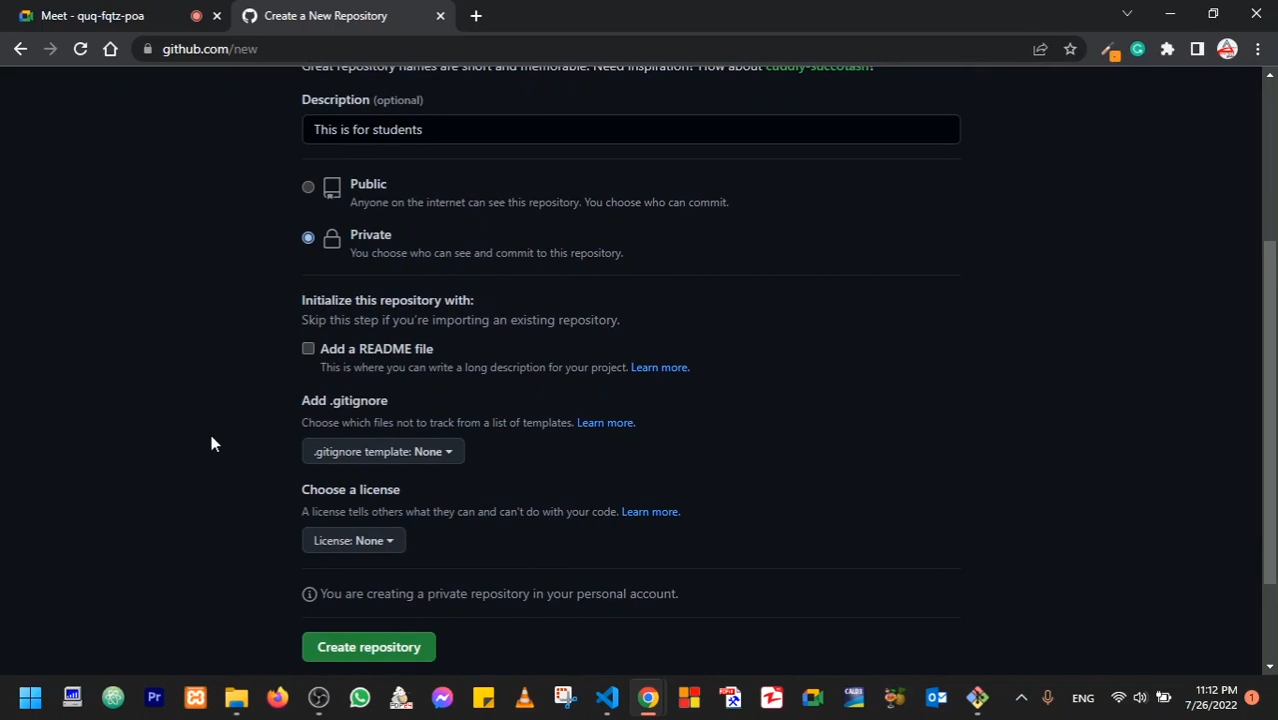 Meet - quq-fqtz-poa
Create a New Repository
github.com/new
Great repository names are short and memorable. Need inspiration? How about cuddly-succotash?
Description (optional)
This is for students
Public
Anyone on the internet can see this repository. You choose who can commit.
Private
You choose who can see and commit to this repository.
Initialize this repository with:
Skip this step if you're importing an existing repository.
Add a README file
This is where you can write a long description for your project. Learn more.
Add .gitignore
Choose which files not to track from a list of templates. Learn more.
.gitignore template: None
Choose a license
A license tells others what they can and can't do with your code. Learn more.
License: None
You are creating a private repository in your personal account.
Create repository
Pr
ENG
11:12 PM
7/26/2022
1